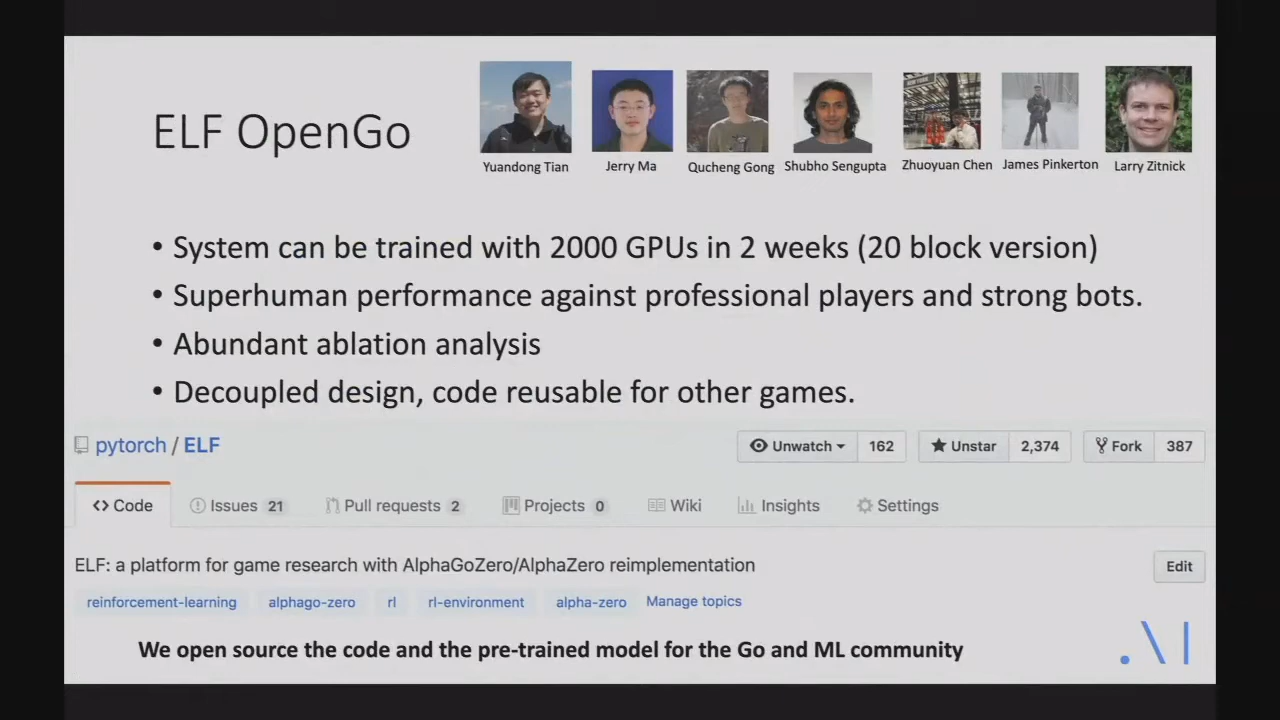 ELF OpenGo
Yuandong Tian
Jerry Ma
Qucheng Gong
Shubho Sengupta
Zhuoyuan Chen
James Pinkerton
Larry Zitnick
• System can be trained with 2000 GPUs in 2 weeks (20 block version)
• Superhuman performance against professional players and strong bots.
• Abundant ablation analysis
• Decoupled design, code reusable for other games.
pytorch / ELF
Unwatch 162
Unstar 2,374
Fork 387
Code
Issues 21
Pull requests 2
Projects 0
Wiki
Insights
Settings
ELF: a platform for game research with AlphaGoZero/AlphaZero reimplementation
Edit
reinforcement-learning alphago-zero rl rl-environment alpha-zero Manage topics
We open source the code and the pre-trained model for the Go and ML community